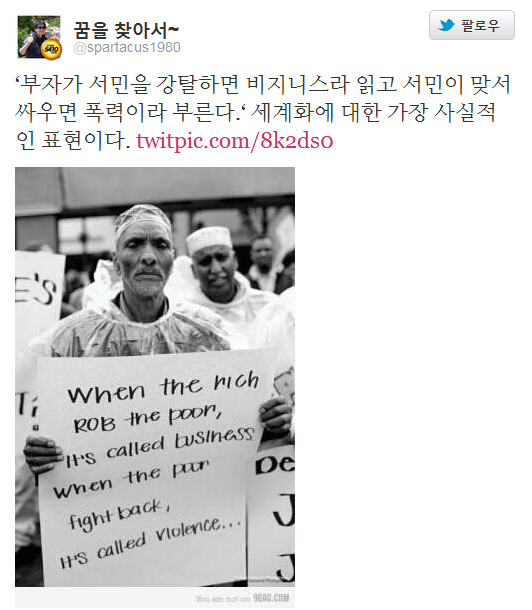 꿈을 찾아서~
@spartacus1980
팔로우
‘부자가 서민을 강탈하면 비지니스라 읽고 서민이 맞서
싸우면 폭력이라 부른다.‘ 세계화에 대한 가장 사실적
인 표현이다. twitpic.com/8k2ds0
E'S
When the rich
ROB the poor,
it's called business
when the poor
fight back,
it's called violence...
De
J
J
You are not on 9GAG.COM